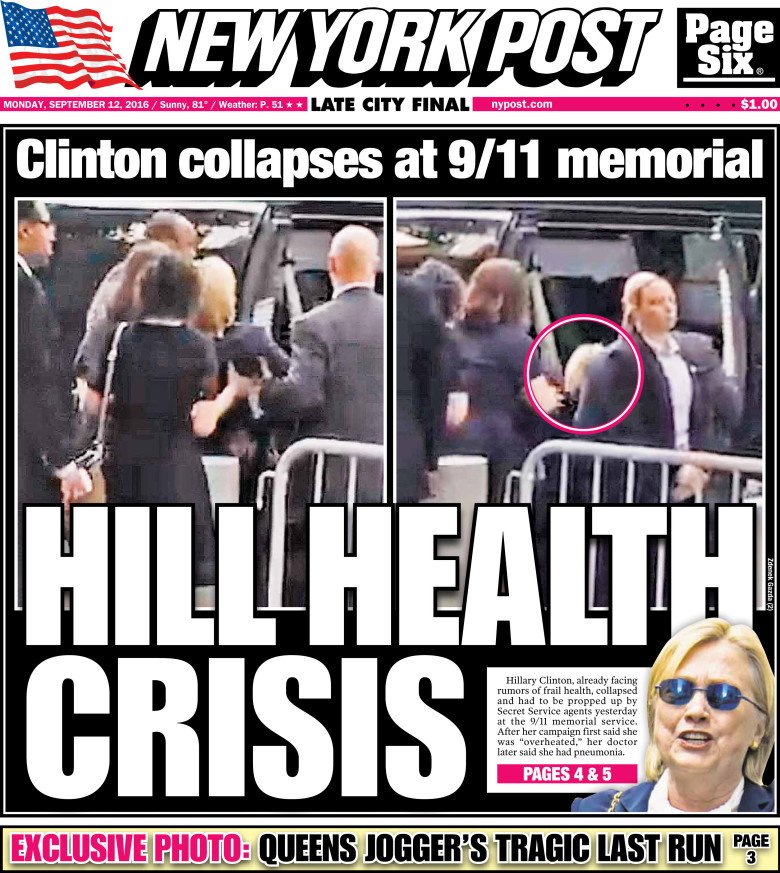 NEW YORK POST
Page
Six®
MONDAY, SEPTEMBER 12, 2016 / Sunny, 81° / Weather: P. 51 ★★ LATE CITY FINAL nypost.com • • • • $1.00
Clinton collapses at 9/11 memorial
Zdenek Gazda (2)
HILL HEALTH
CRISIS
Hillary Clinton, already facing
rumors of frail health, collapsed
and had to be propped up by
Secret Service agents yesterday
at the 9/11 memorial service.
After her campaign first said she
was “overheated,” her doctor
later said she had pneumonia.
PAGES 4 & 5
EXCLUSIVE PHOTO: QUEENS JOGGER’S TRAGIC LAST RUN PAGE
3